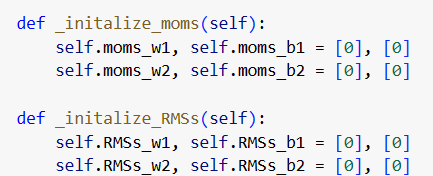 def _initalize_moms(self):
    self.moms_w1, self.moms_b1 = [0], [0]
    self.moms_w2, self.moms_b2 = [0], [0]
def _initalize_RMSs(self):
    self.RMSs_w1, self.RMSs_b1 = [0], [0]
    self.RMSs_w2, self.RMSs_b2 = [0], [0]